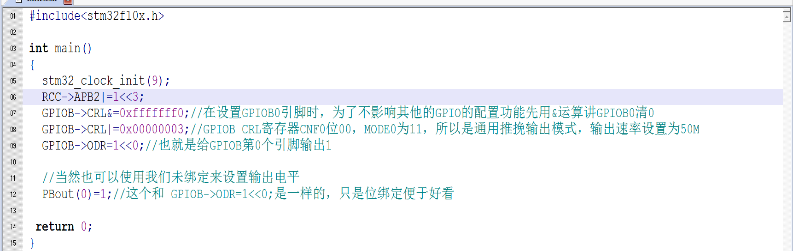 01 #include<stm32f10x.h>
02
03 int main()
04 {
05 stm32_clock_init(9);
06 RCC->APB2|=1<<3;
07 GPIOB->CRL&=0xfffffff0;//在设置GPIOB0引脚时，为了不影响其他的GPIO的配置功能先用&运算讲GPIOB0清0
08 GPIOB->CRL|=0x00000003;//GPIOB CRL寄存器CNF0位00，MODE0为11，所以是通用推挽输出模式，输出速率设置为50M
09 GPIOB->ODR=1<<0;//也就是给GPIOB第0个引脚输出1
10
11 //当然也可以使用我们未绑定来设置输出电平
12 PBout(0)=1;//这个和 GPIOB->ODR=1<<0;是一样的，只是位绑定便于好看
13
14 return 0;
15 }